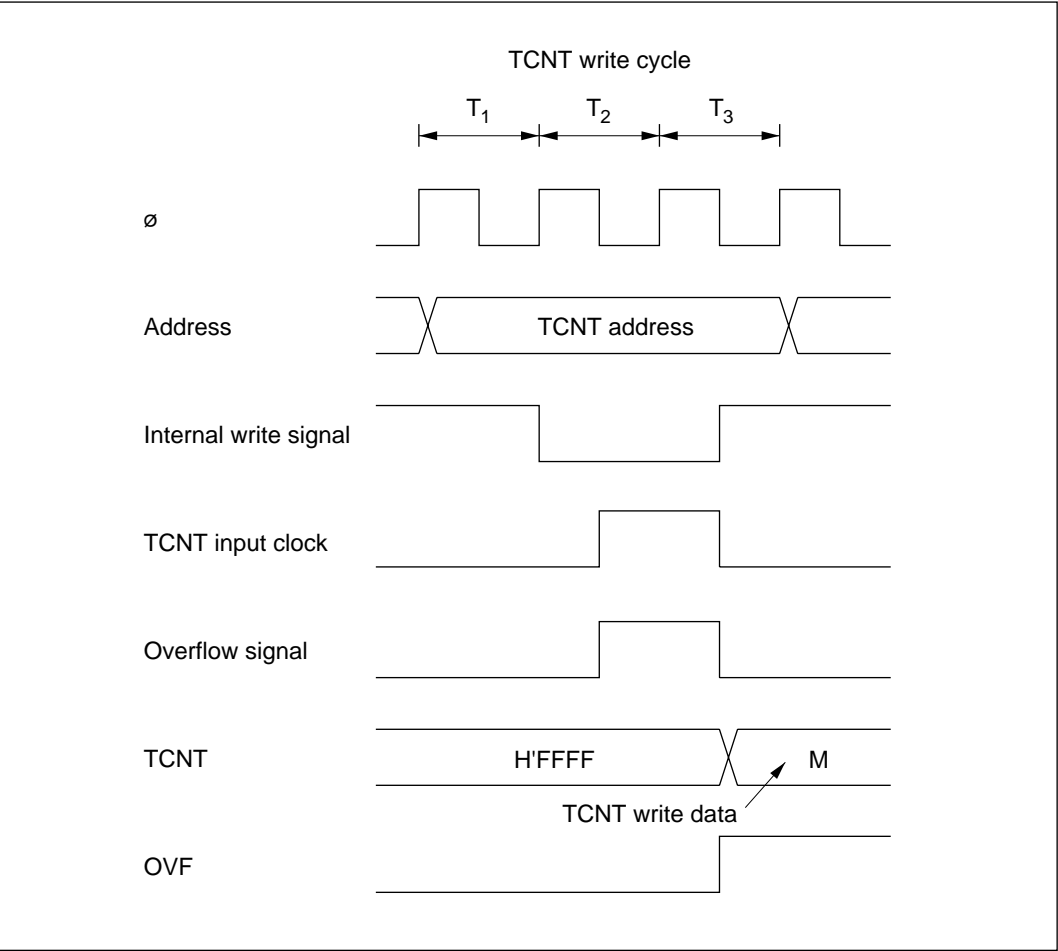 TCNT write cycle
T1 T2 T3
ø
Address TCNT address
Internal write signal
TCNT input clock
Overflow signal
TCNT H'FFFF M
TCNT write data
OVF